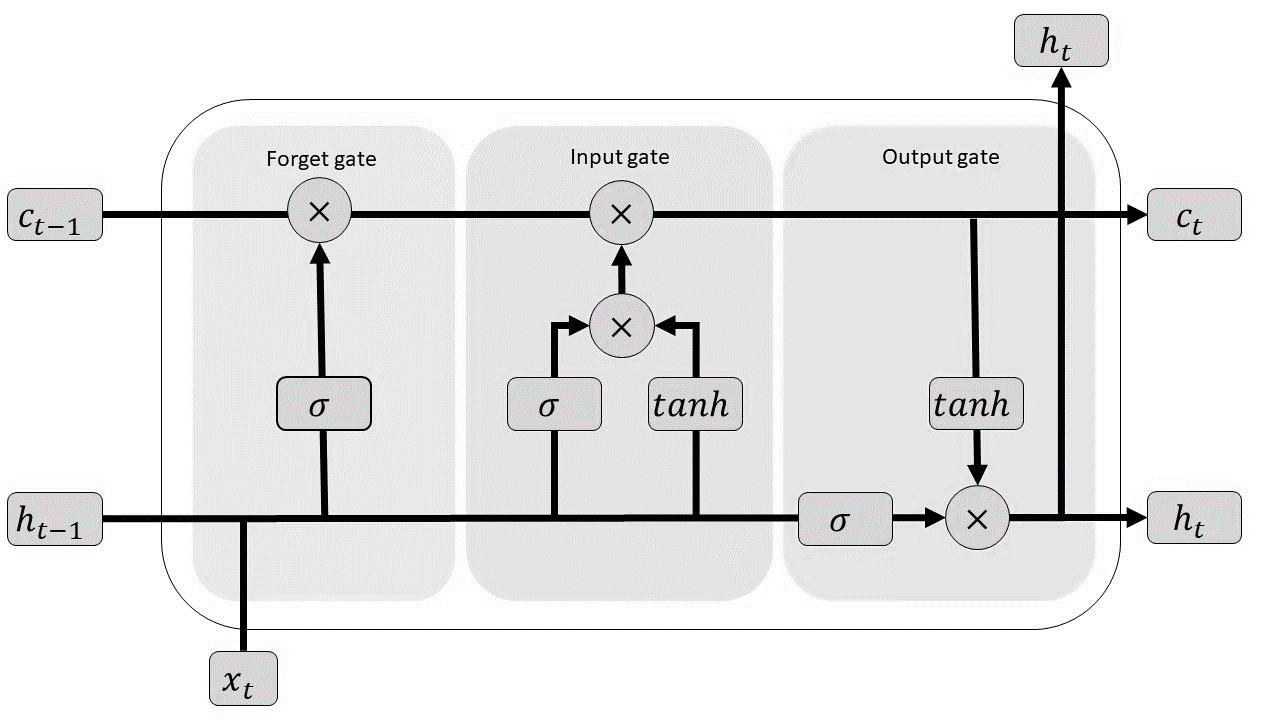 h_t
Forget gate
Input gate
Output gate
c_{t-1}
×
×
c_t
×
σ
σ
tanh
tanh
h_{t-1}
σ
×
h_t
x_t